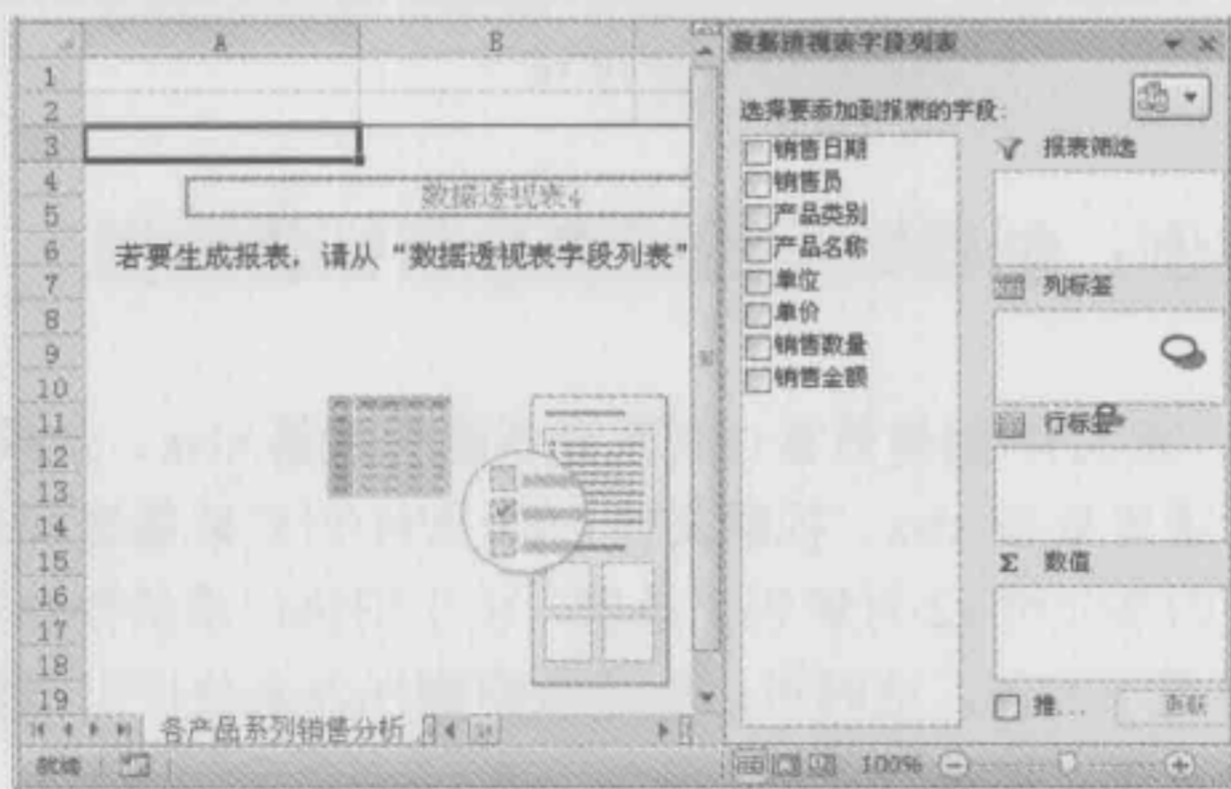 A B
1
2
3
4
5
6
7
8
9
10
11
12
13
14
15
16
17
18
19
数据透视表4
若要生成报表，请从“数据透视表字段列表”
各产品系列销售分析
就绪
数据透视表字段列表
选择要添加到报表的字段:
销售日期
销售员
产品类别
产品名称
单位
单价
销售数量
销售金额
报表筛选
列标签
行标签
Σ 数值
推...
更新
100%